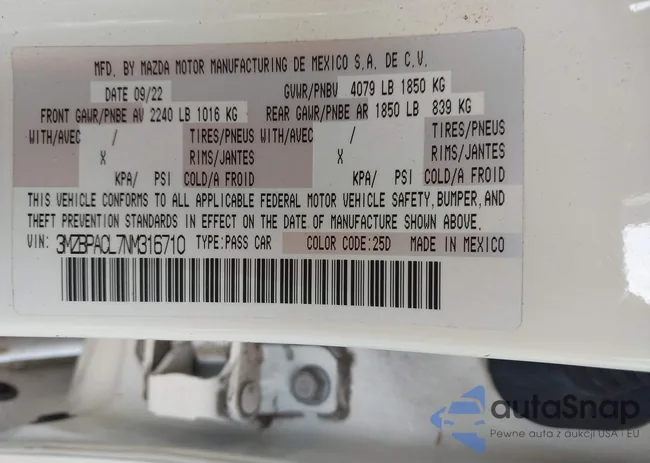 MFD. BY MAZDA MOTOR MANUFACTURING DE MEXICO S.A. DE C.V.
DATE 09/22 GVWR/PNBV 4079 LB 1850 KG
FRONT GAWR/PNBE AV 2240 LB 1016 KG REAR GAWR/PNBE AR 1850 LB 839 KG
WITH/AVEC / TIRES/PNEUS WITH/AVEC / TIRES/PNEUS
X RIMS/JANTES X RIMS/JANTES
KPA/ PSI COLD/A FROID KPA/ PSI COLD/A FROID
THIS VEHICLE CONFORMS TO ALL APPLICABLE FEDERAL MOTOR VEHICLE SAFETY, BUMPER, AND
THEFT PREVENTION STANDARDS IN EFFECT ON THE DATE OF MANUFACTURE SHOWN ABOVE.
VIN: 3MZBPACL7NM316710 TYPE:PASS CAR COLOR CODE:25D MADE IN MEXICO
autaSnap
Pewne auta z aukcji USA i EU